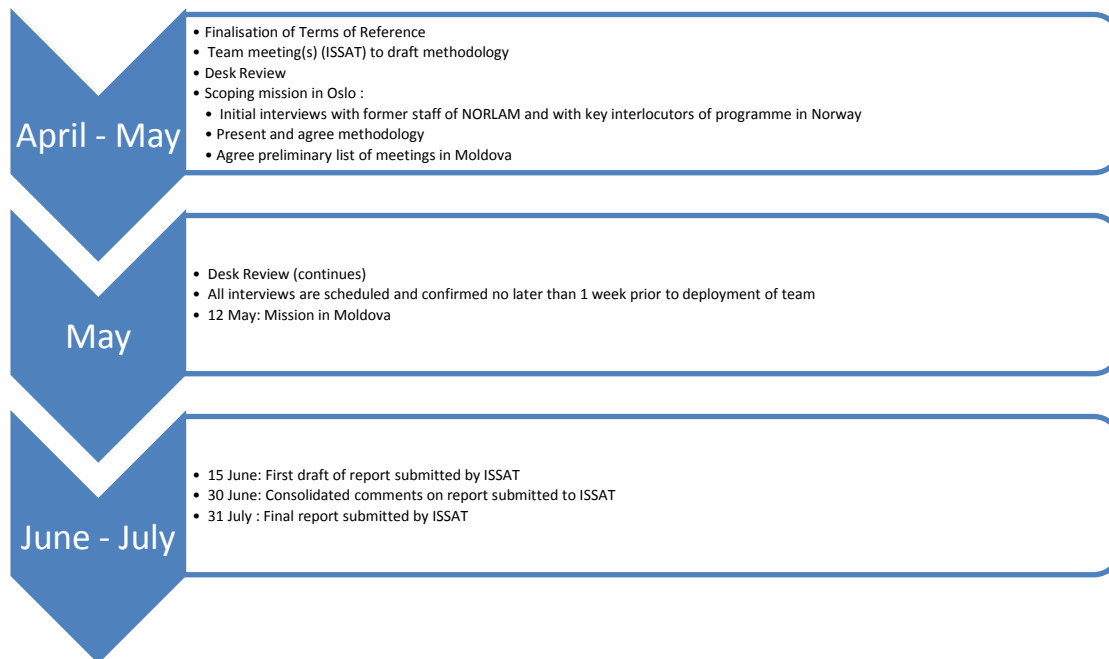 April - May
• Finalisation of Terms of Reference
• Team meeting(s) (ISSAT) to draft methodology
• Desk Review
• Scoping mission in Oslo :
• Initial interviews with former staff of NORLAM and with key interlocutors of programme in Norway
• Present and agree methodology
• Agree preliminary list of meetings in Moldova
May
• Desk Review (continues)
• All interviews are scheduled and confirmed no later than 1 week prior to deployment of team
• 12 May: Mission in Moldova
June - July
• 15 June: First draft of report submitted by ISSAT
• 30 June: Consolidated comments on report submitted to ISSAT
• 31 July : Final report submitted by ISSAT